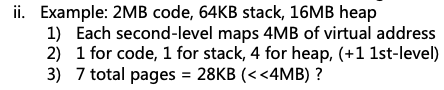 ii. Example: 2MB code, 64KB stack, 16MB heap
1) Each second-level maps 4MB of virtual address
2) 1 for code, 1 for stack, 4 for heap, (+1 1st-level)
3) 7 total pages = 28KB (<<4MB) ?